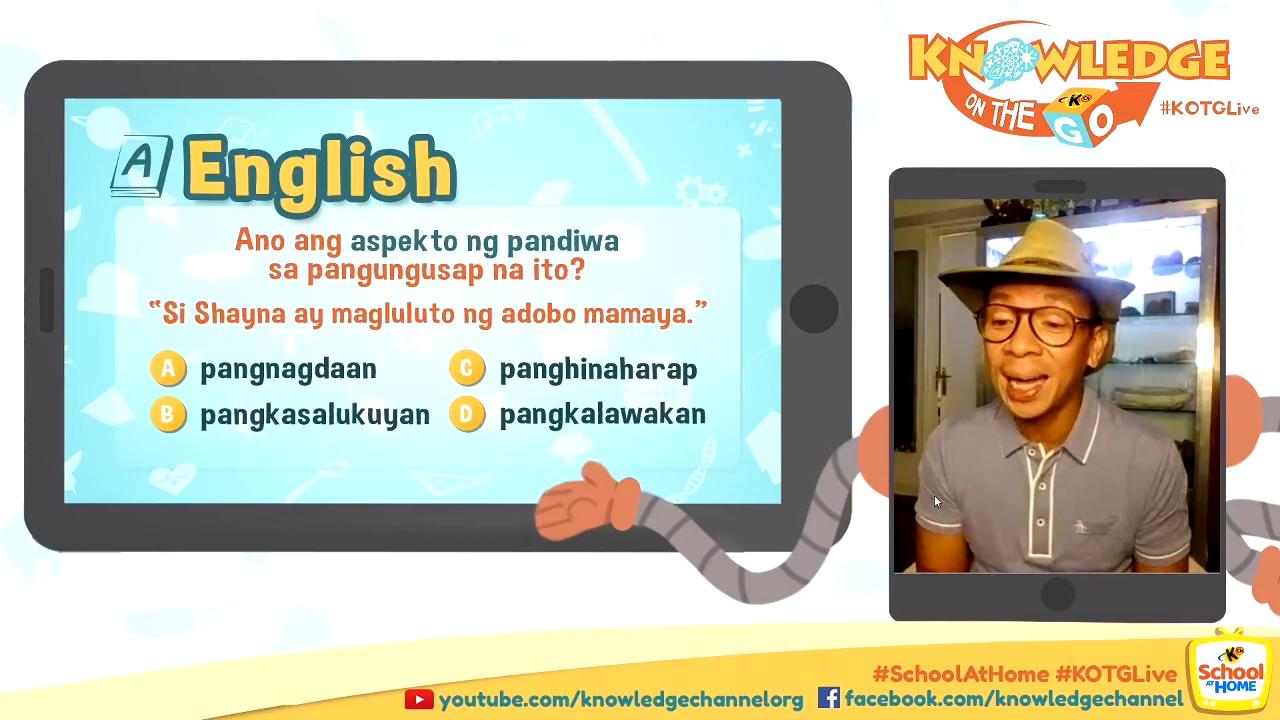 KNOWLEDGE
ON THE GO
#KOTGLive
A English
Ano ang aspekto ng pandiwa
sa pangungusap na ito?
“Si Shayna ay magluluto ng adobo mamaya.”
A pangnagdaan
B pangkasalukuyan
C panghinaharap
D pangkalawakan
#SchoolAtHome #KOTGLive
youtube.com/knowledgechannelorg
facebook.com/knowledgechannel
School
AT HOME